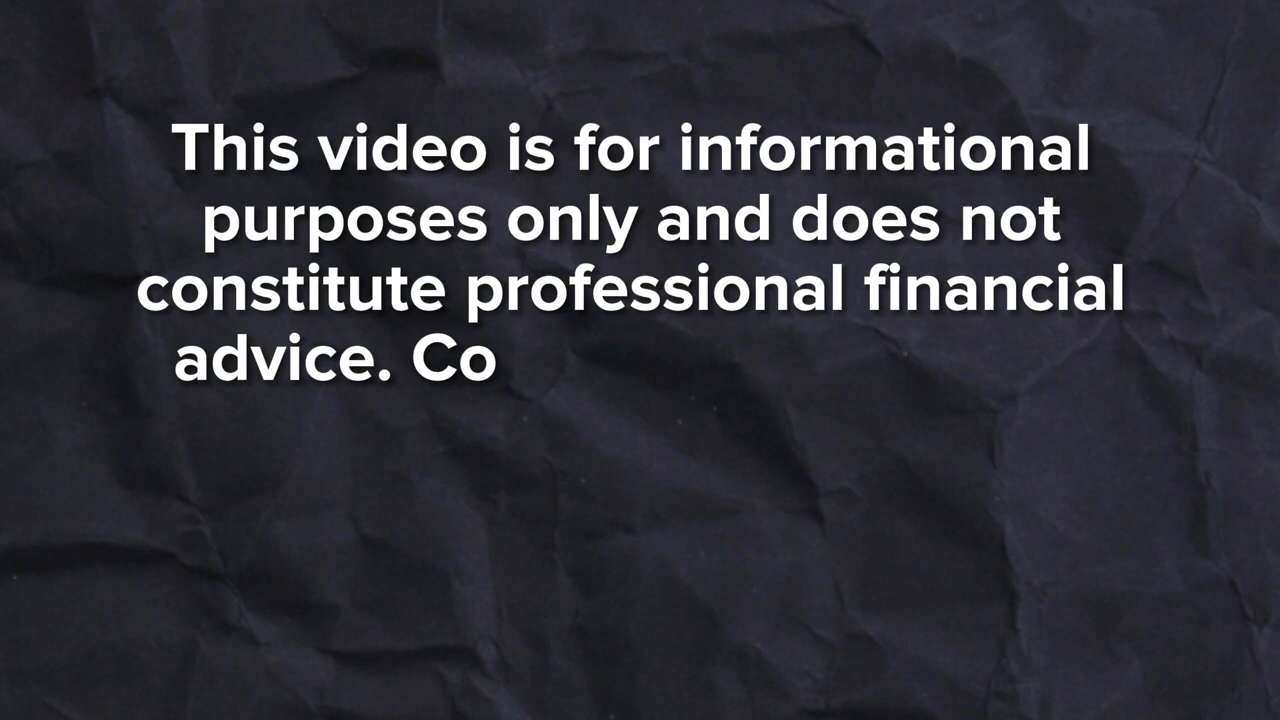 This video is for informational
purposes only and does not
constitute professional financial
advice. Co